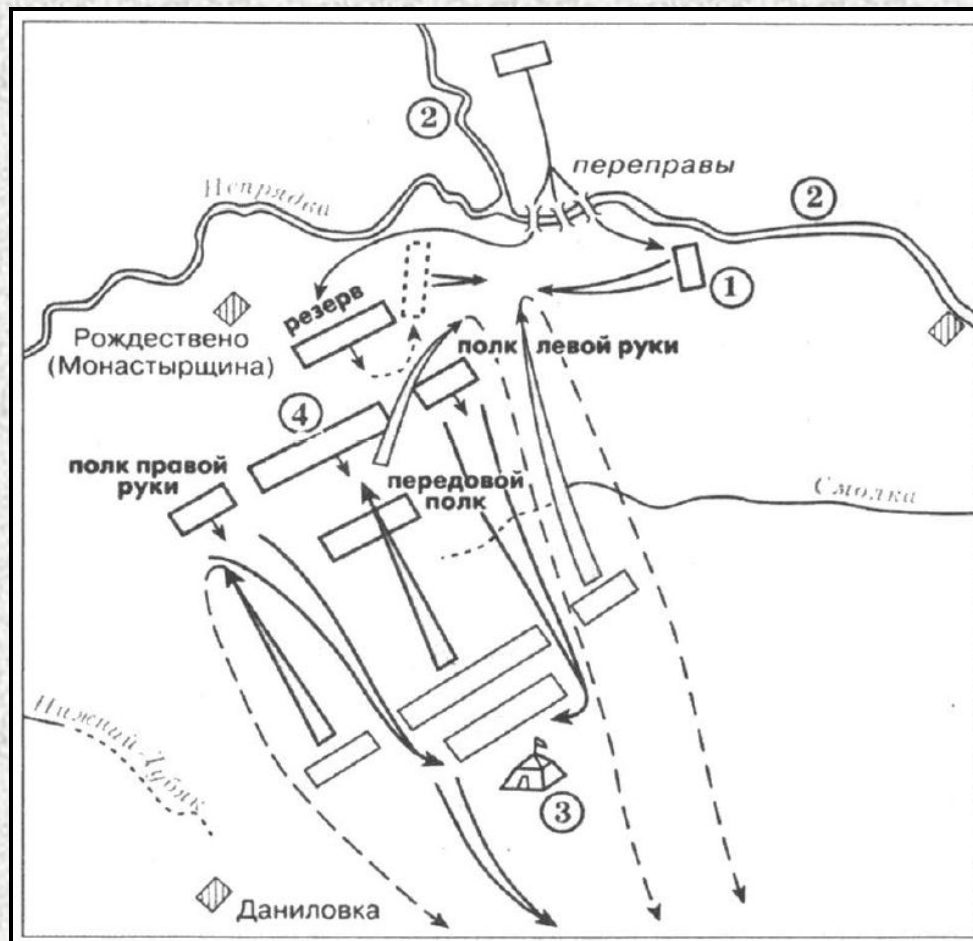 2
переправы
Непрядка
2
1
резерв
Рождествено
(Монастырщина)
полк левой руки
4
полк правой
руки
передовой
полк
Смолка
Нижний Дубяк
3
Даниловка